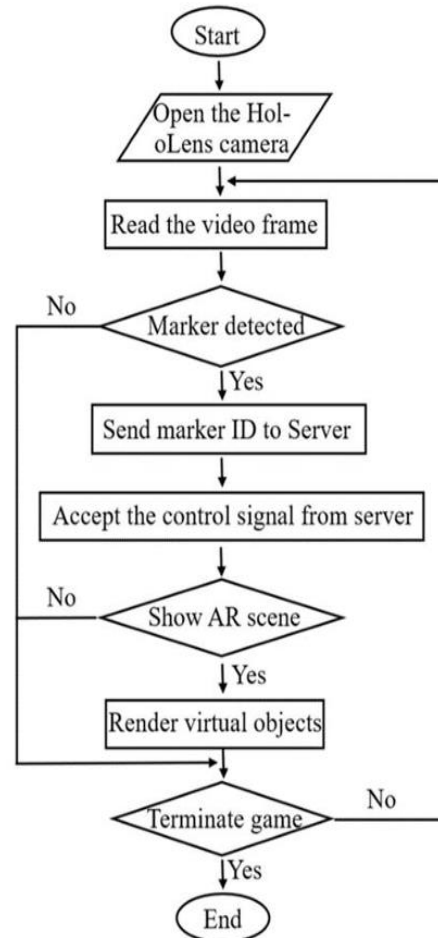 Start
Open the Hol-
oLens camera
Read the video frame
No
Marker detected
Yes
Send marker ID to Server
Accept the control signal from server
No
Show AR scene
Yes
Render virtual objects
Terminate game
No
Yes
End